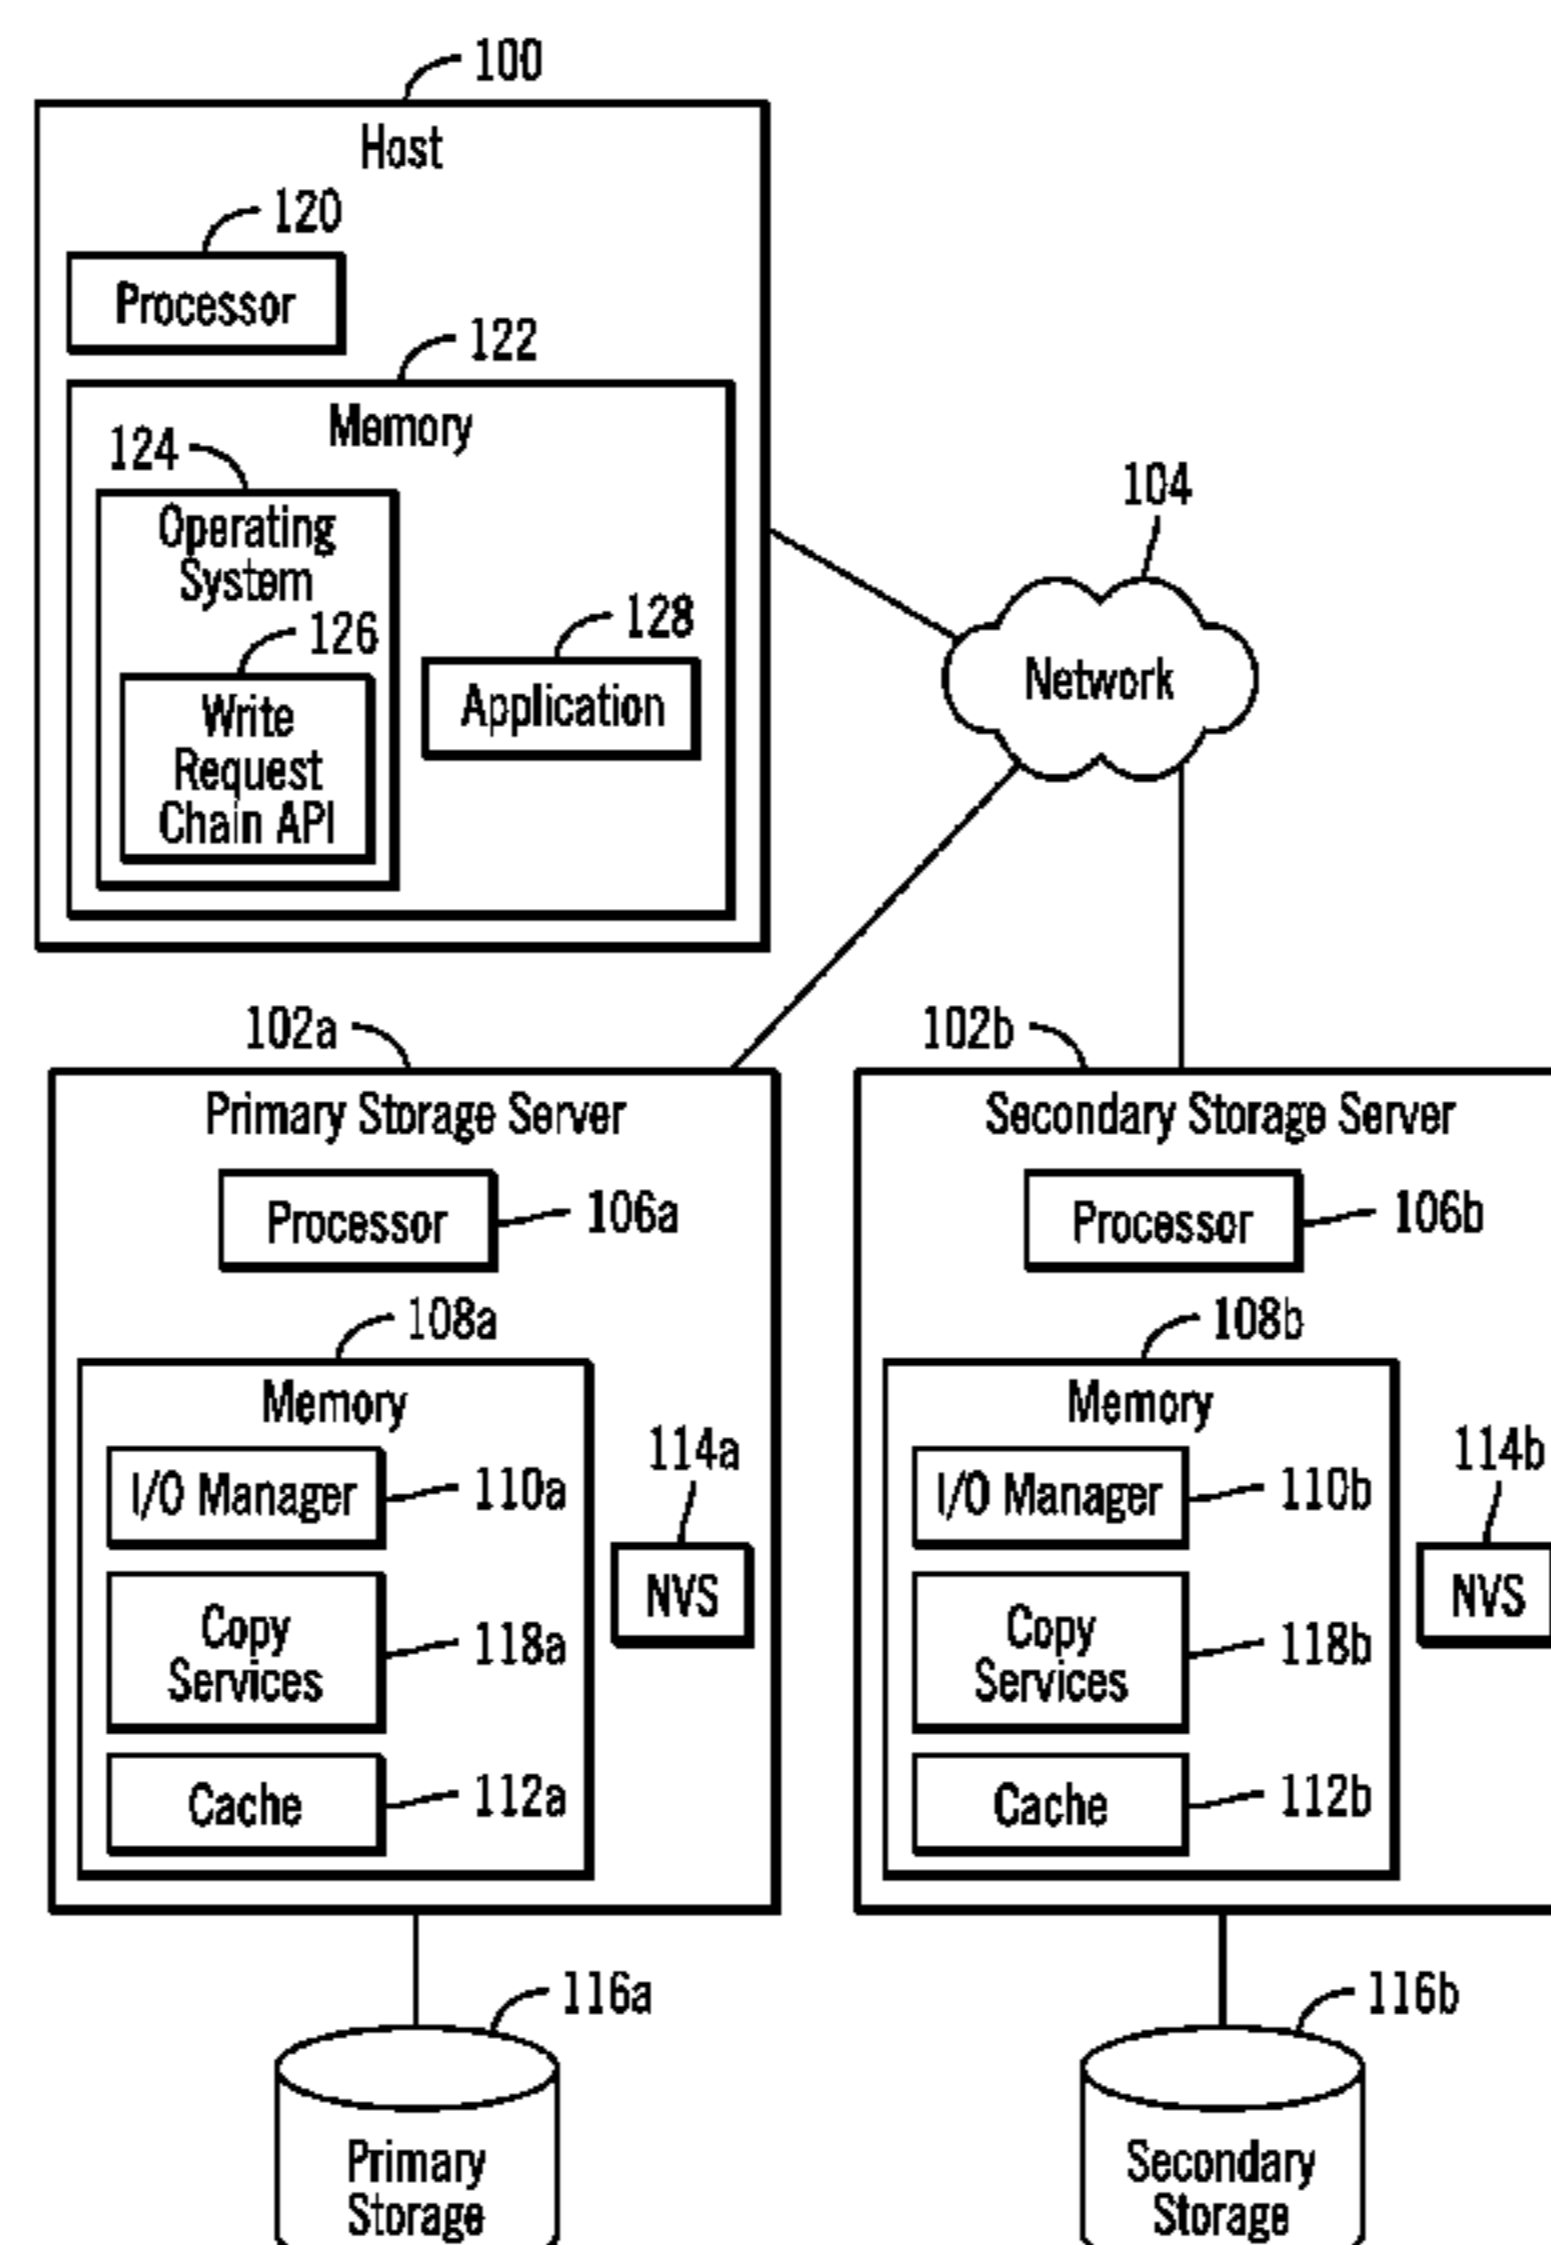 100
Host
120
Processor
122
Memory
124
Operating
System
126
Write
Request
Chain API
128
Application
104
Network
102a
Primary Storage Server
Processor
106a
108a
Memory
I/O Manager
110a
Copy
Services
118a
Cache
112a
114a
NVS
116a
Primary
Storage
102b
Secondary Storage Server
Processor
106b
108b
Memory
I/O Manager
110b
Copy
Services
118b
Cache
112b
114b
NVS
116b
Secondary
Storage